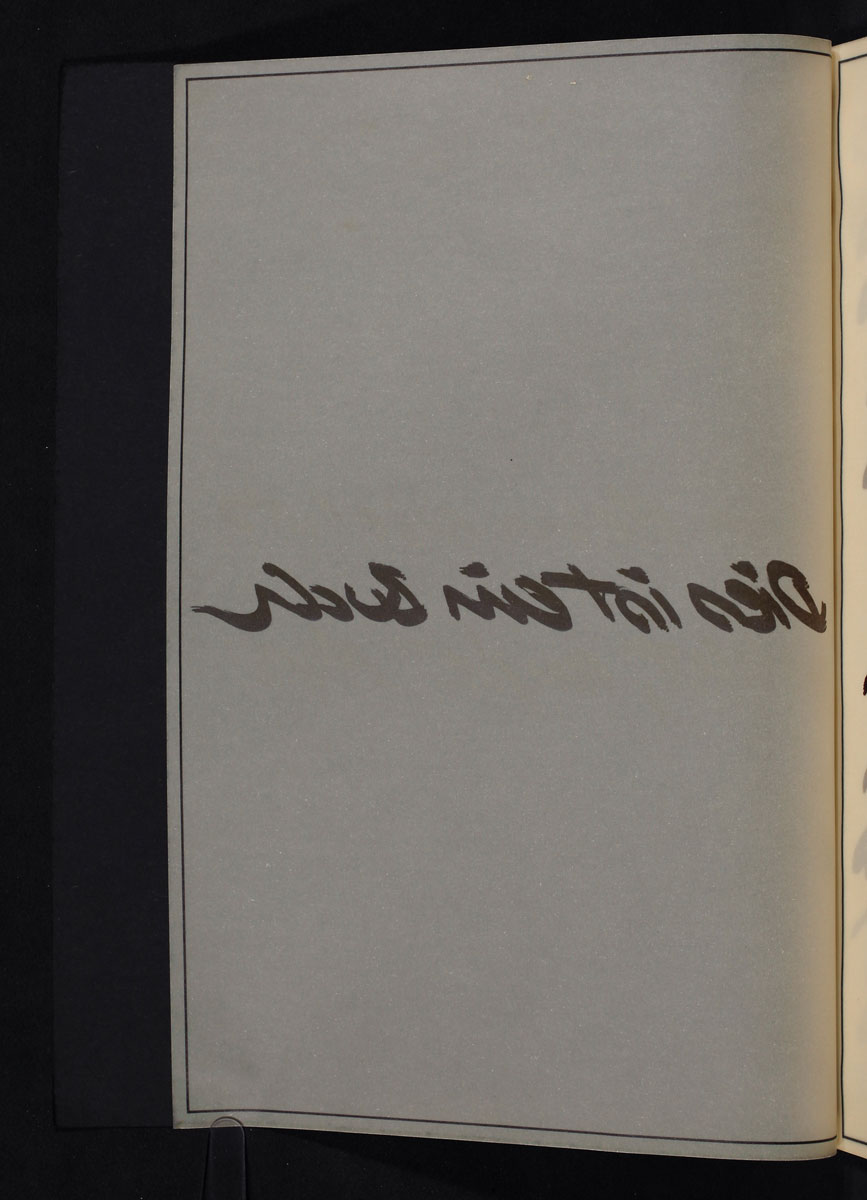 Dies ist ein Buch